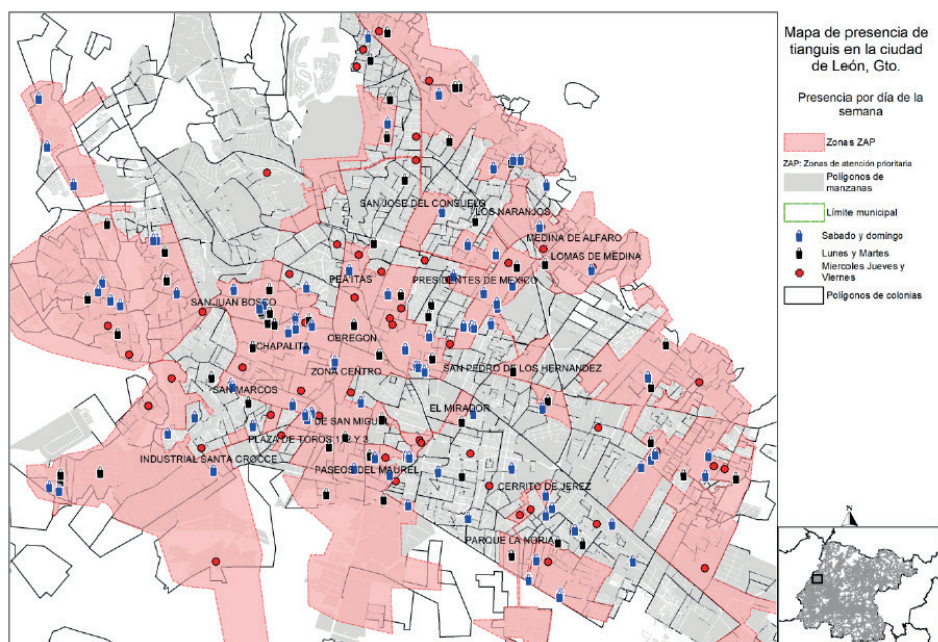 Mapa de presencia de
tianguis en la ciudad
de León, Gto.
Presencia por día de la
semana
Zonas ZAP
ZAP: Zonas de atención prioritaria
Polígonos de
manzanas
Límite municipal
Sabado y domingo
Lunes y Martes
Miercoles Jueves y
Viernes
Polígonos de colonias
N
SAN JOSE DEL CONSUELO
LOS NARANJOS
MEDINA DE ALFARO
LOMAS DE MEDINA
PRESIDENTES DE MEXICO
SAN JUAN BOSCO
OBREGON
CHAPALITA
ZONA CENTRO
SAN PEDRO DE LOS HERNANDEZ
SAN MARCOS
EL MIRADOR
DE SAN MIGUEL
PLAZA DE TOROS 1, 2 Y 3
INDUSTRIAL SANTA CROCCE
PASEOS DEL MAUREL
CERRITO DE JEREZ
PARQUE LA NORIA